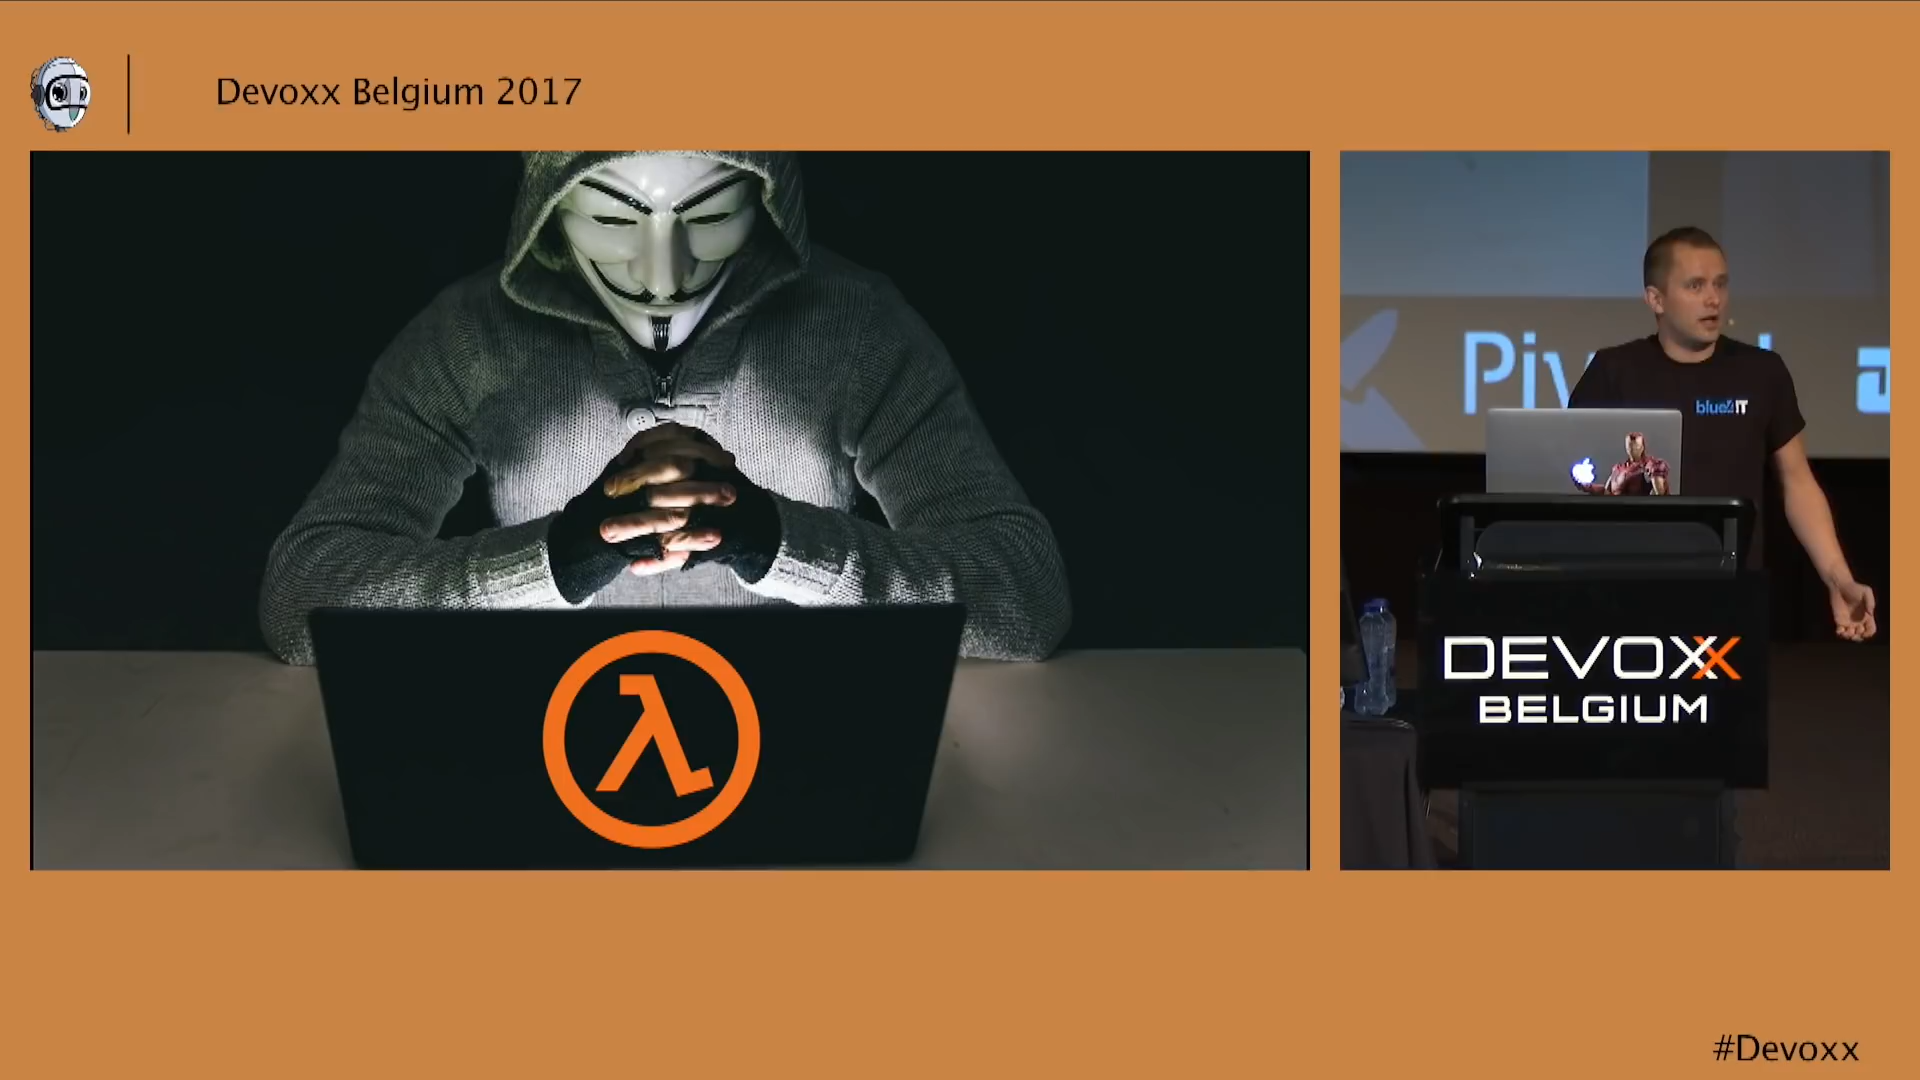 Devoxx Belgium 2017
λ
blue4IT
DEVOXX
BELGIUM
#Devoxx